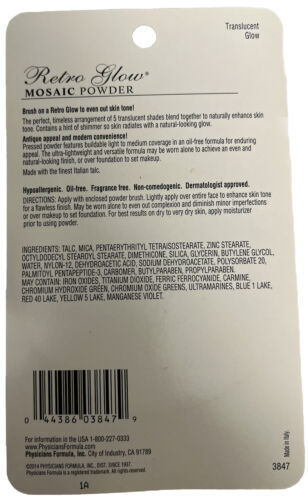 Translucent
Glow
Retro Glow®
MOSAIC POWDER
Brush on a Retro Glow to even out skin tone!
The perfect, timeless arrangement of 5 translucent shades blend together to naturally enhance skin
tone. Contains a hint of shimmer so skin radiates with a natural-looking glow.
Antique appeal and modern convenience!
Pressed powder features buildable light to medium coverage in an oil-free formula for enduring
appeal. The ultra-lightweight and versatile formula may be worn alone to achieve an even and
natural-looking finish, or over foundation to set makeup.
Made with the finest Italian talc.
Hypoallergenic. Oil-free. Fragrance free. Non-comedogenic. Dermatologist approved.
DIRECTIONS: Apply with enclosed powder brush. Lightly apply over entire face to enhance skin tone
for a flawless finish. May be worn alone to even out complexion and diminish minor imperfections
or over makeup to set foundation. For best results on dry to very dry skin, apply moisturizer
prior to using powder.
INGREDIENTS: TALC, MICA, PENTAERYTHRITYL TETRAISOSTEARATE, ZINC STEARATE,
OCTYLDODECYL STEAROYL STEARATE, DIMETHICONE, SILICA, GLYCERIN, BUTYLENE GLYCOL,
WATER, NYLON-12, DEHYDROACETIC ACID, SODIUM DEHYDROACETATE, POLYSORBATE 20,
PALMITOYL PENTAPEPTIDE-3, CARBOMER, BUTYLPARABEN, PROPYLPARABEN.
MAY CONTAIN: IRON OXIDES, TITANIUM DIOXIDE, FERRIC FERROCYANIDE, CARMINE,
CHROMIUM HYDROXIDE GREEN, CHROMIUM OXIDE GREENS, ULTRAMARINES, BLUE 1 LAKE,
RED 40 LAKE, YELLOW 5 LAKE, MANGANESE VIOLET.
0 44386 03847 9
For information in the USA 1-800-227-0333
www.PhysiciansFormula.com
Physicians Formula, Inc. City of Industry, CA 91789
©2014 PHYSICIANS FORMULA, INC., DIST. SINCE 1937.
Physicians Formula is a registered trademark. All rights reserved.
Made in Italy.
3847
1A